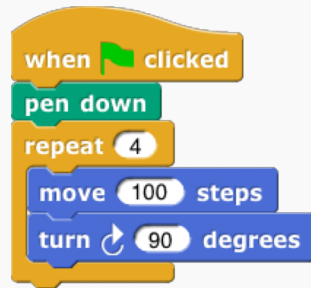 when clicked
pen down
repeat 4
move 100 steps
turn 90 degrees